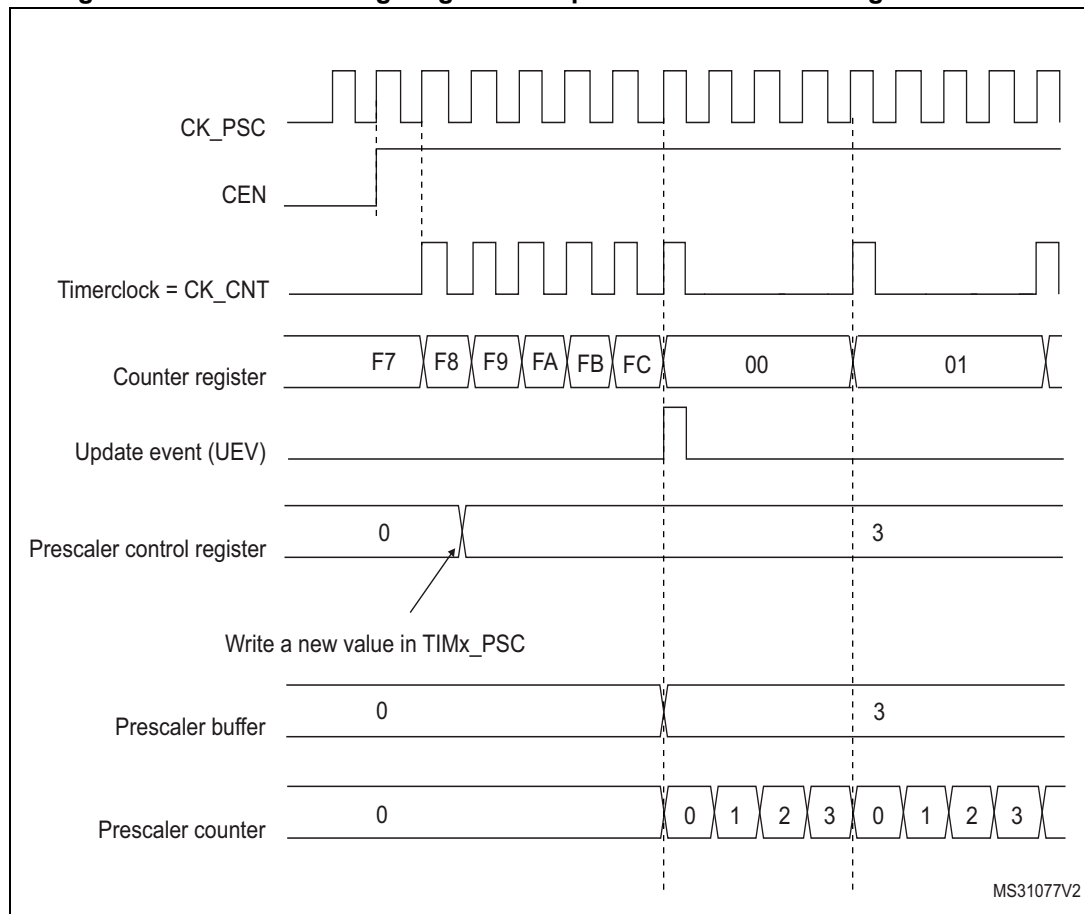 CK_PSC
CEN
Timerclock = CK_CNT
Counter register
F7 F8 F9 FA FB FC 00 01
Update event (UEV)
Prescaler control register
0 3
Write a new value in TIMx_PSC
Prescaler buffer
0 3
Prescaler counter
0 0 1 2 3 0 1 2 3
MS31077V2